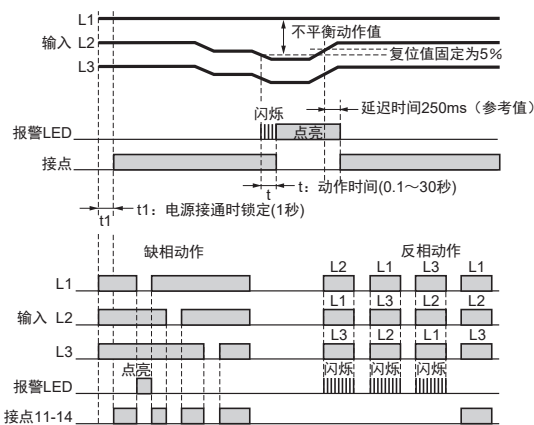 L1
不平衡动作值
输入 L2
复位值固定为5%
L3
闪烁
延迟时间250ms（参考值）
报警LED
点亮
接点
t
t：动作时间(0.1～30秒)
t1
t1：电源接通时锁定(1秒)
缺相动作
反相动作
L2 L1 L3 L1
L1
L1 L3 L2 L2
输入 L2
L3 L2 L1 L3
L3
点亮
闪烁 闪烁 闪烁
报警LED
接点11-14